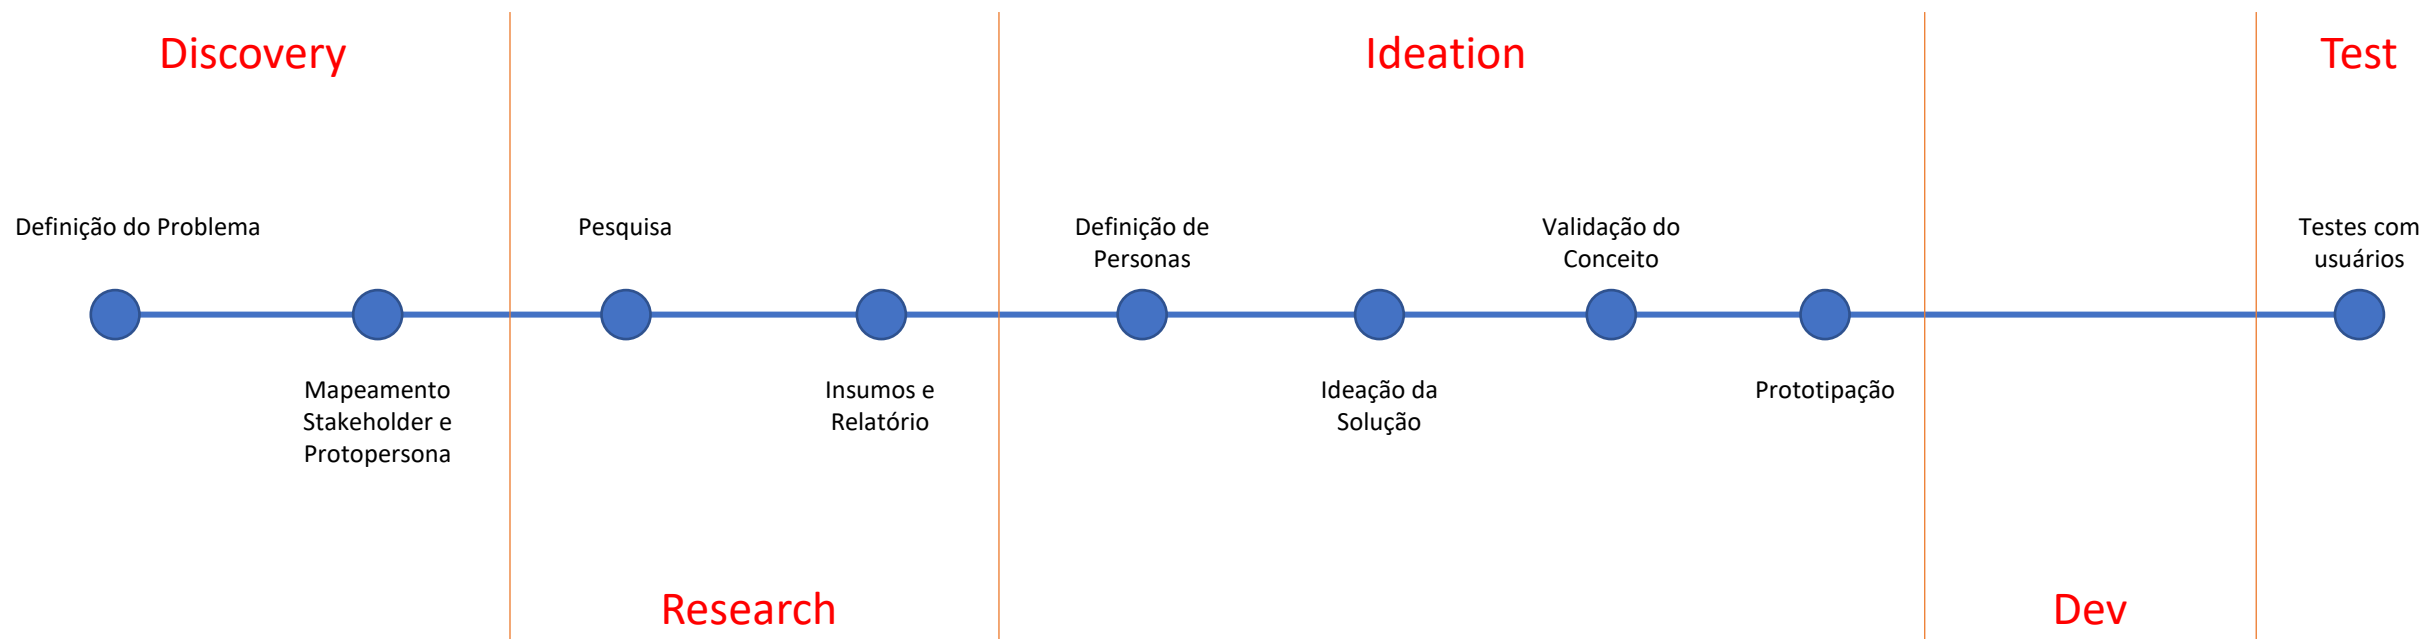 Discovery
Ideation
Test
Definição do Problema
Pesquisa
Definição de
Personas
Validação do
Conceito
Testes com
usuários
Mapeamento
Stakeholder e
Protopersona
Insumos e
Relatório
Ideação da
Solução
Prototipação
Research
Dev